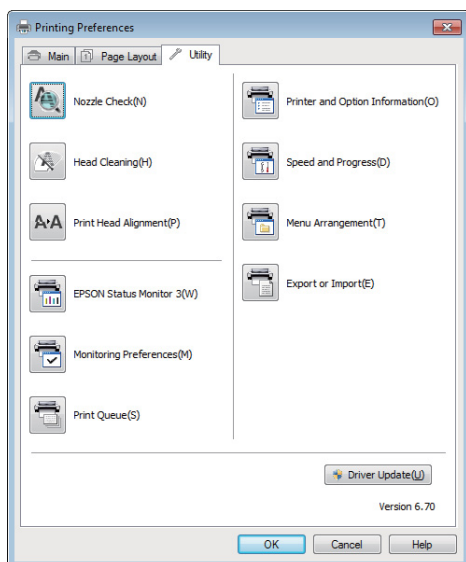 Printing Preferences
Main
Page Layout
Utility
Nozzle Check(N)
Head Cleaning(H)
Print Head Alignment(P)
EPSON Status Monitor 3(W)
Monitoring Preferences(M)
Print Queue(S)
Printer and Option Information(O)
Speed and Progress(D)
Menu Arrangement(T)
Export or Import(E)
Driver Update(U)
Version 6.70
OK
Cancel
Help